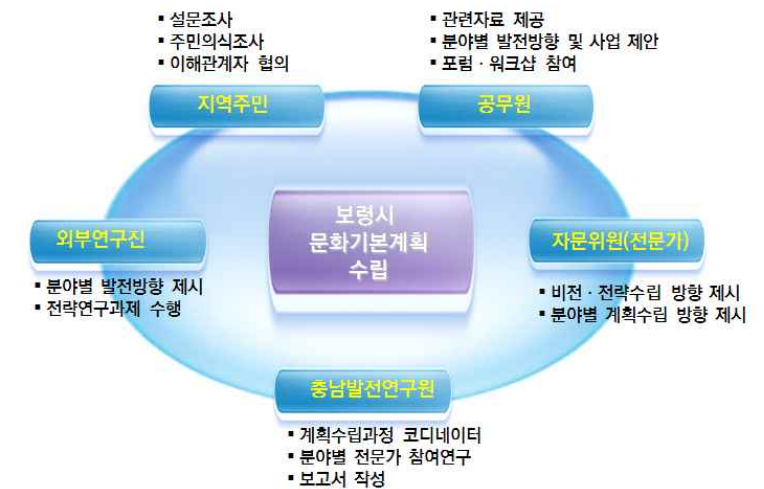 ▪ 설문조사
▪ 주민의식조사
▪ 이해관계자 협의
지역주민
▪ 관련자료 제공
▪ 분야별 발전방향 및 사업 제안
▪ 포럼 · 워크샵 참여
공무원
보령시
문화기본계획
수립
외부연구진
▪ 분야별 발전방향 제시
▪ 전략연구과제 수행
자문위원(전문가)
▪ 비전 · 전략수립 방향 제시
▪ 분야별 계획수립 방향 제시
충남발전연구원
▪ 계획수립과정 코디네이터
▪ 분야별 전문가 참여연구
▪ 보고서 작성